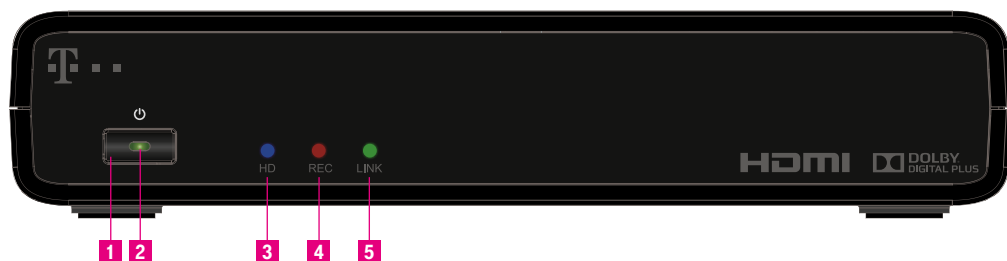 T
HD
REC
LINK
HDMI
DOLBY
DIGITAL PLUS
1
2
3
4
5